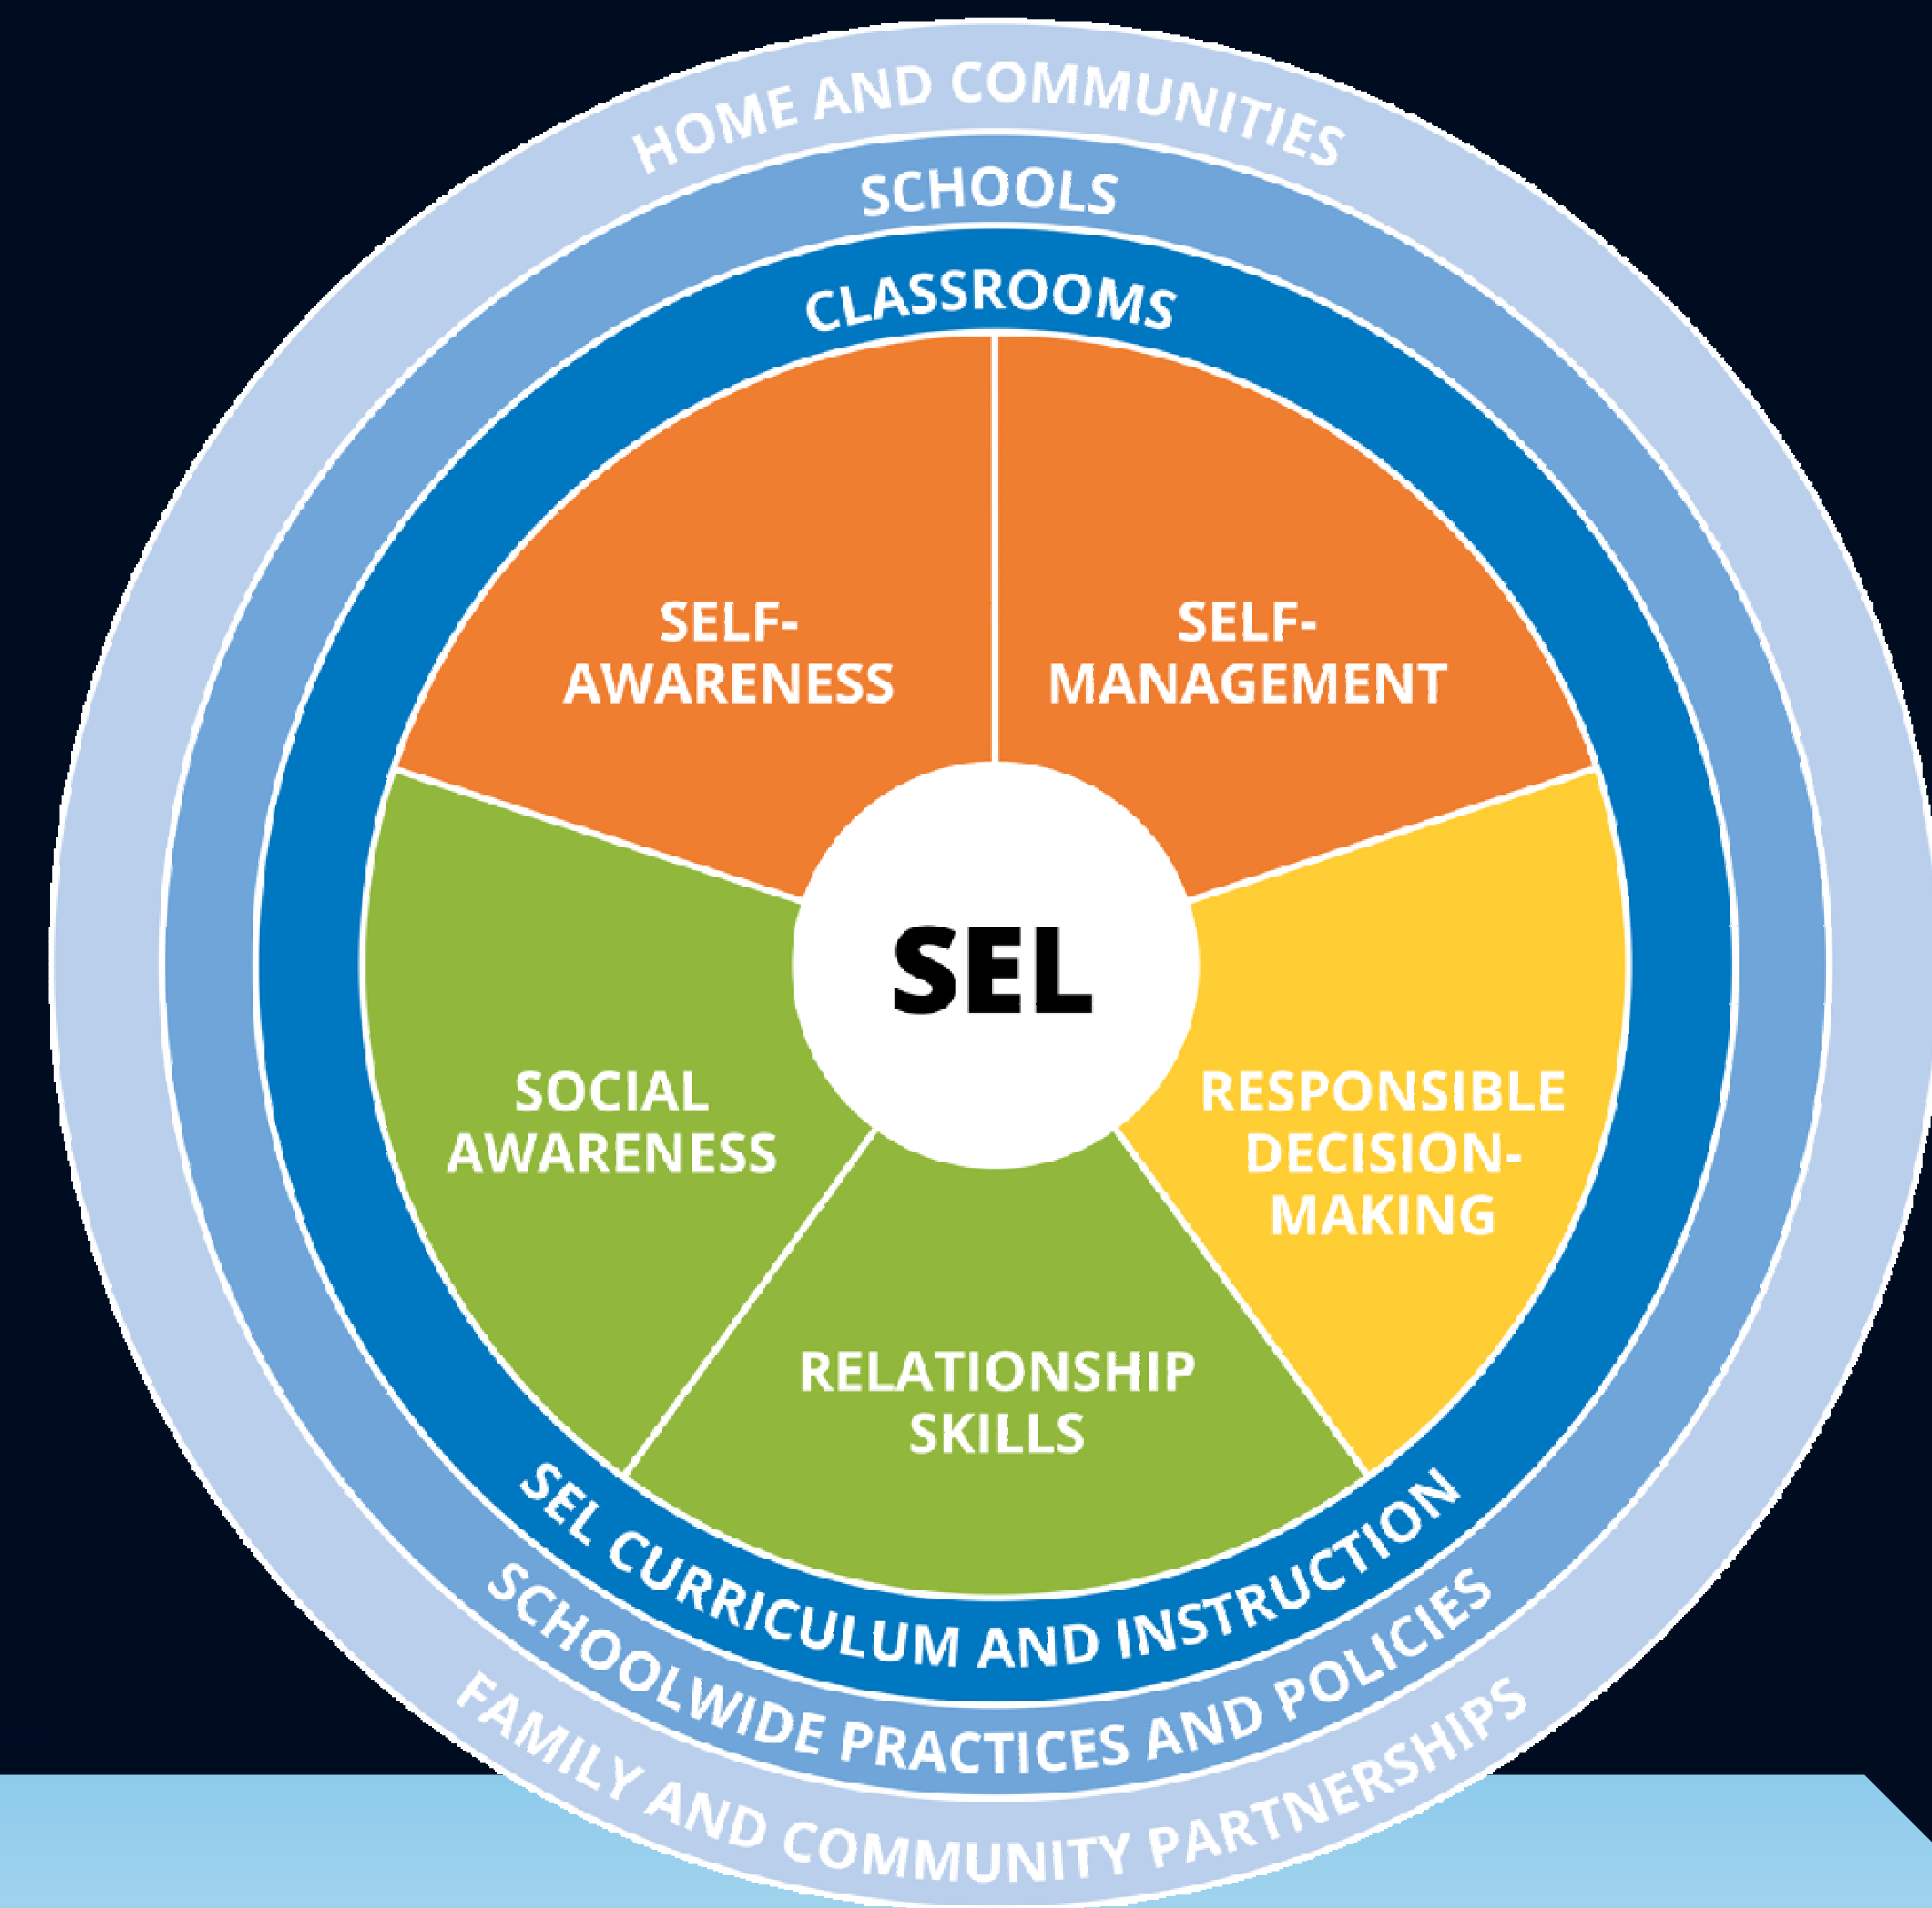 HOME AND COMMUNITIES
SCHOOLS
CLASSROOMS
SELF-
AWARENESS
SELF-
MANAGEMENT
SEL
SOCIAL
AWARENESS
RESPONSIBLE
DECISION-
MAKING
RELATIONSHIP
SKILLS
SEL CURRICULUM AND INSTRUCTION
SCHOOLWIDE PRACTICES AND POLICIES
FAMILY AND COMMUNITY PARTNERSHIPS